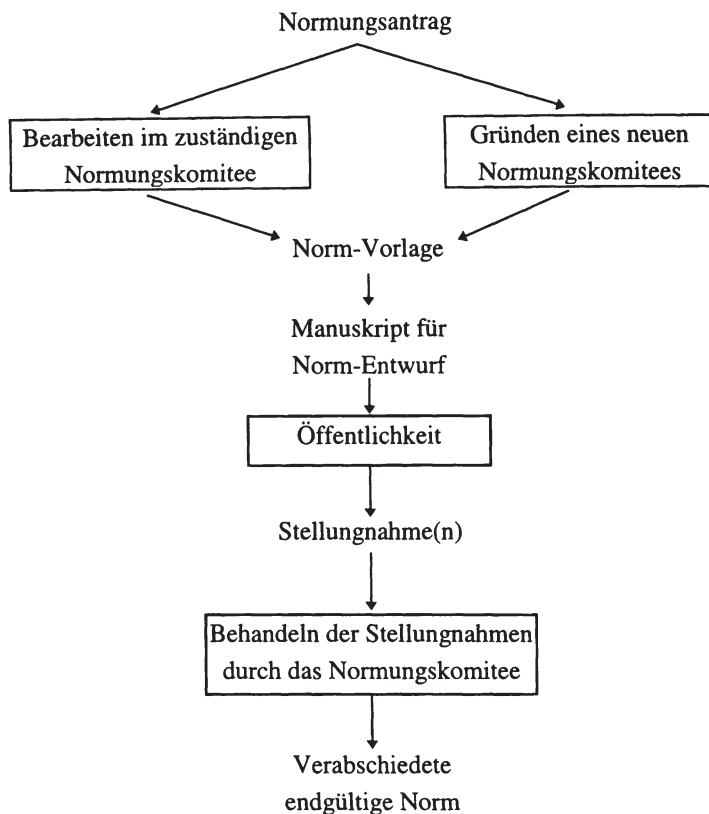 Normungsantrag
Bearbeiten im zuständigen
Normungskomitee
Gründen eines neuen
Normungskomitees
Norm-Vorlage
Manuskript für
Norm-Entwurf
Öffentlichkeit
Stellungnahme(n)
Behandeln der Stellungnahmen
durch das Normungskomitee
Verabschiedete
endgültige Norm